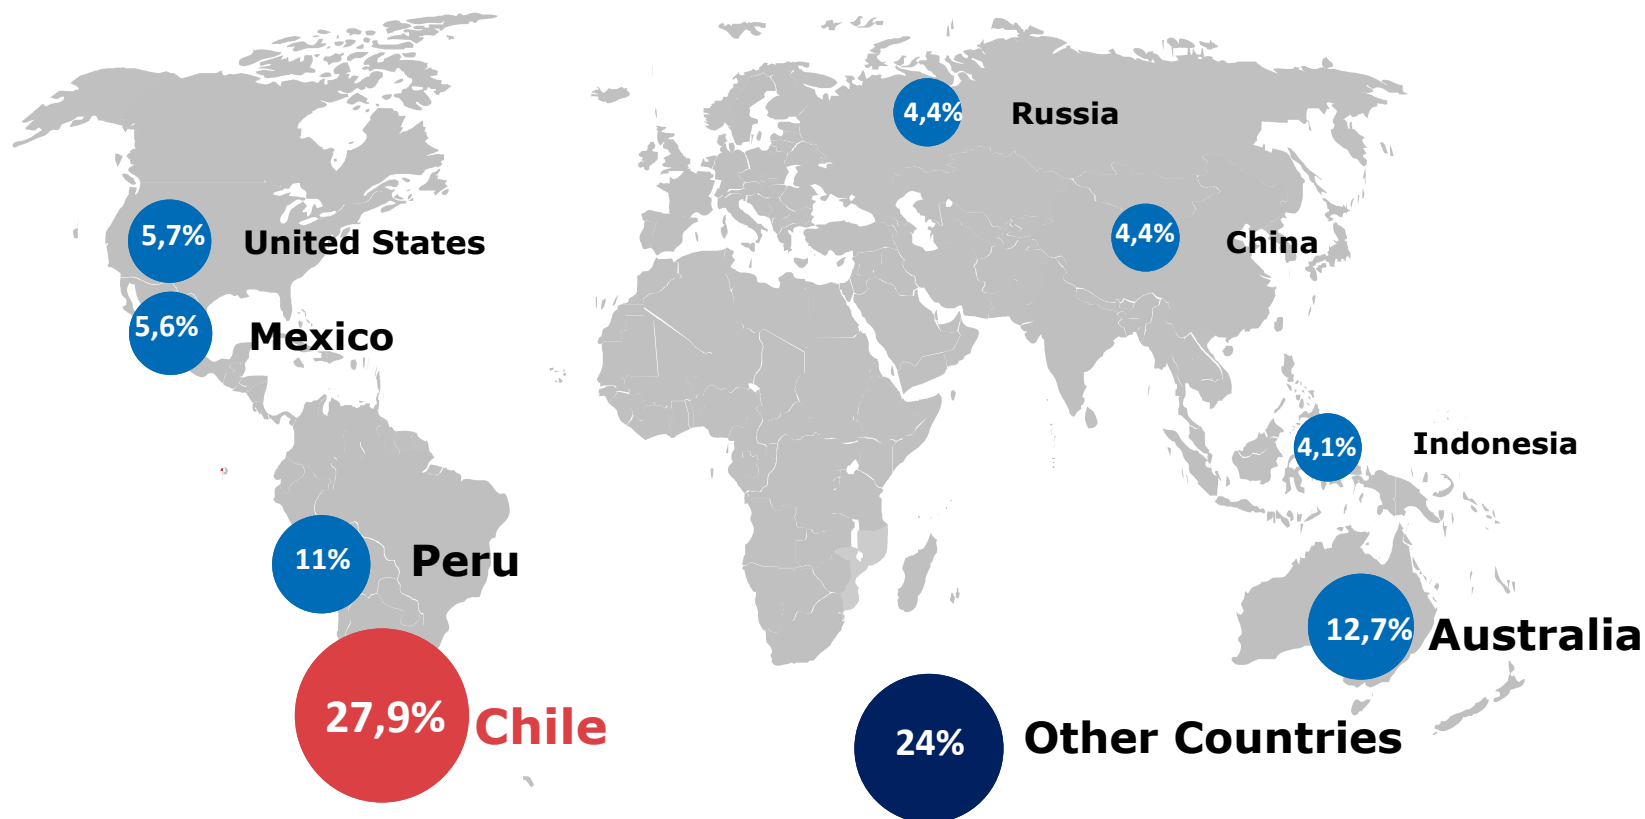 4,4% Russia
5,7% United States
4,4% China
5,6% Mexico
4,1% Indonesia
11% Peru
12,7% Australia
27,9% Chile
24% Other Countries